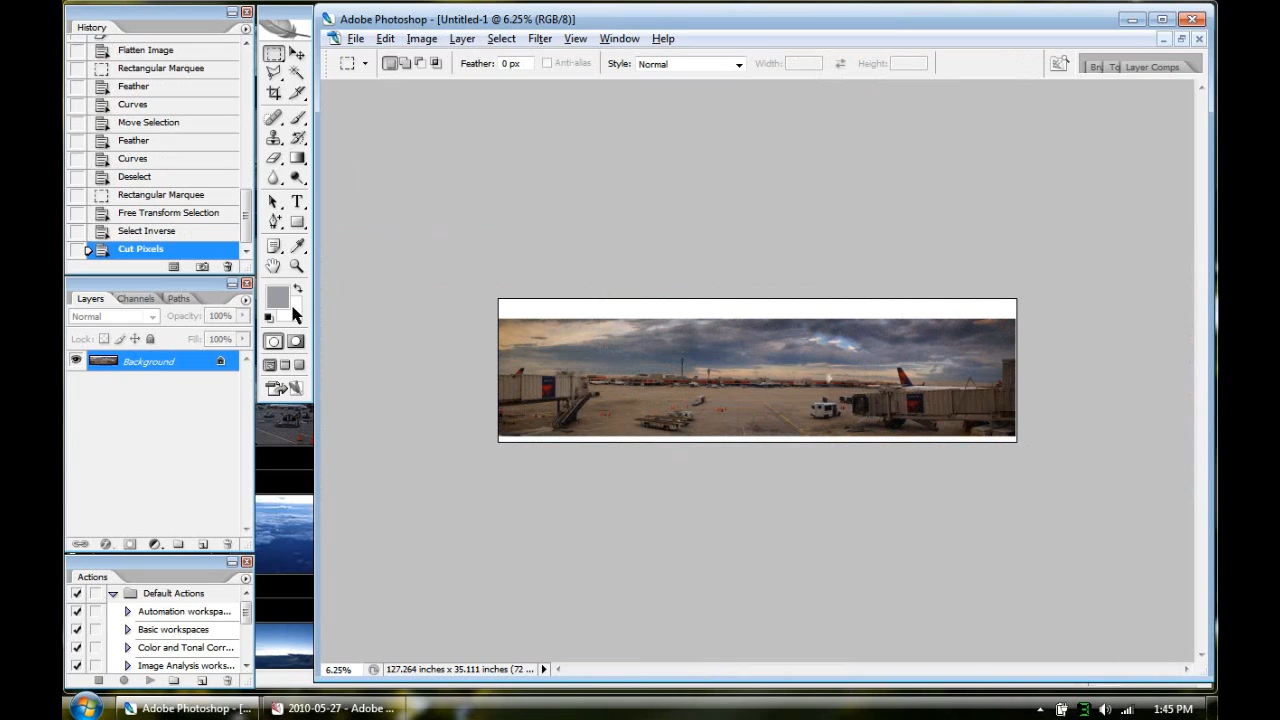 History
Flatten Image
Rectangular Marquee
Feather
Curves
Move Selection
Feather
Curves
Deselect
Rectangular Marquee
Free Transform Selection
Select Inverse
Cut Pixels
Layers Channels Paths
Normal Opacity: 100%
Lock: Fill: 100%
Background
Actions
Default Actions
Automation workspa...
Basic workspaces
Color and Tonal Corr...
Image Analysis works...
T
Adobe Photoshop - [Untitled-1 @ 6.25% (RGB/8)]
File Edit Image Layer Select Filter View Window Help
Feather: 0 px Anti-alias Style: Normal Width: Height: Layer Comps
6.25% 127.264 inches x 35.111 inches (72 ...
Adobe Photoshop - [... 2010-05-27 - Adobe ... 1:45 PM